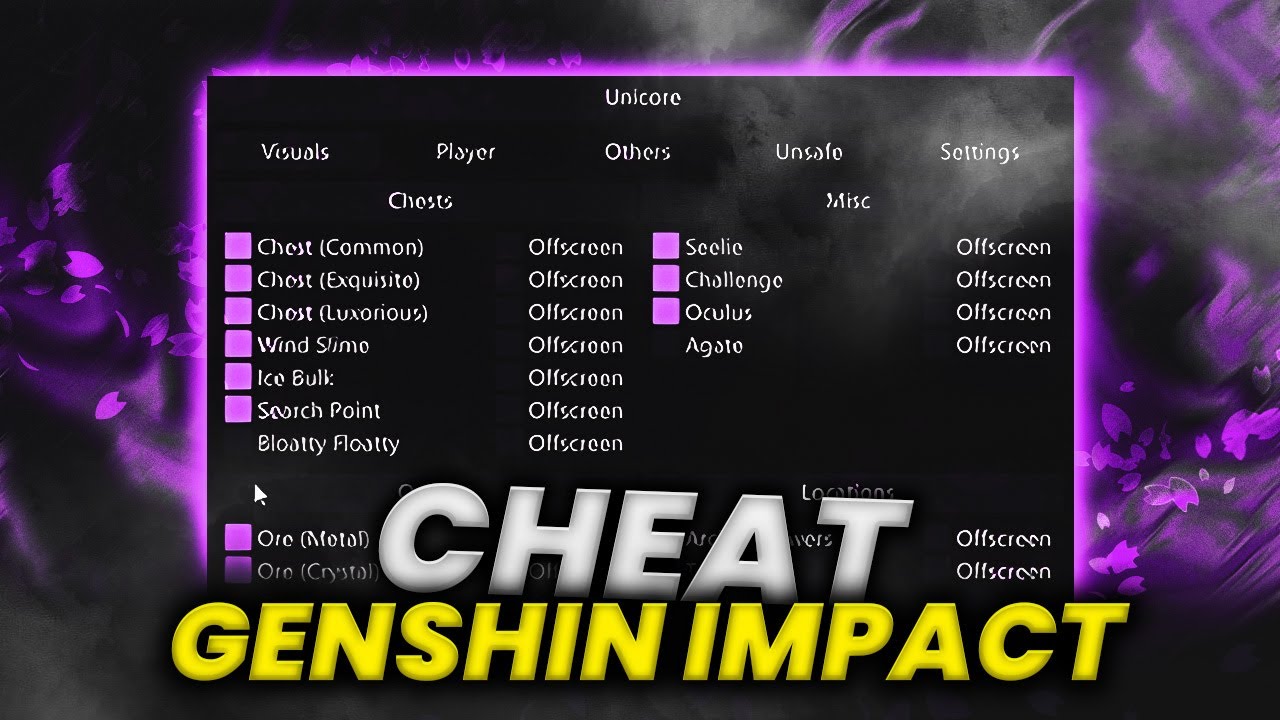 Unicore
Visuals Player Others Unsafe Settings
Chests Misc
Chest (Common) Offscreen Seelie Offscreen
Chest (Exquisite) Offscreen Challenge Offscreen
Chest (Luxorious) Offscreen Oculus Offscreen
Wind Slime Offscreen Agate Offscreen
Ice Bulk Offscreen
Search Point Offscreen
Bloatty Floatty Offscreen
Locations
Ore (Metal) Offscreen
Ore (Crystal) Offscreen
CHEAT
GENSHIN IMPACT